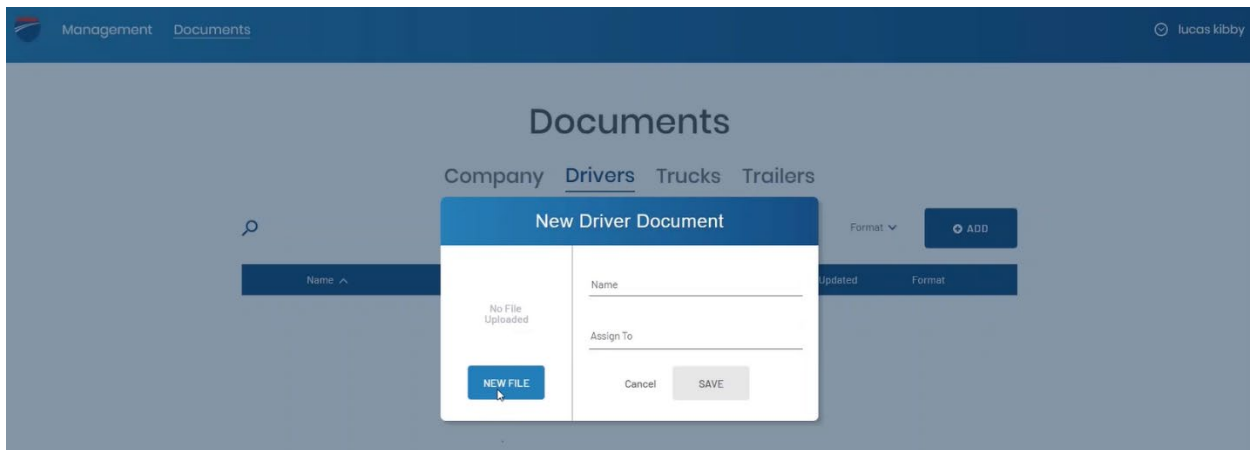 Management Documents lucas kibby
Documents
Company Drivers Trucks Trailers
New Driver Document
Format ADD
Name Updated Format
Name
No File
Uploaded
Assign To
NEW FILE Cancel SAVE